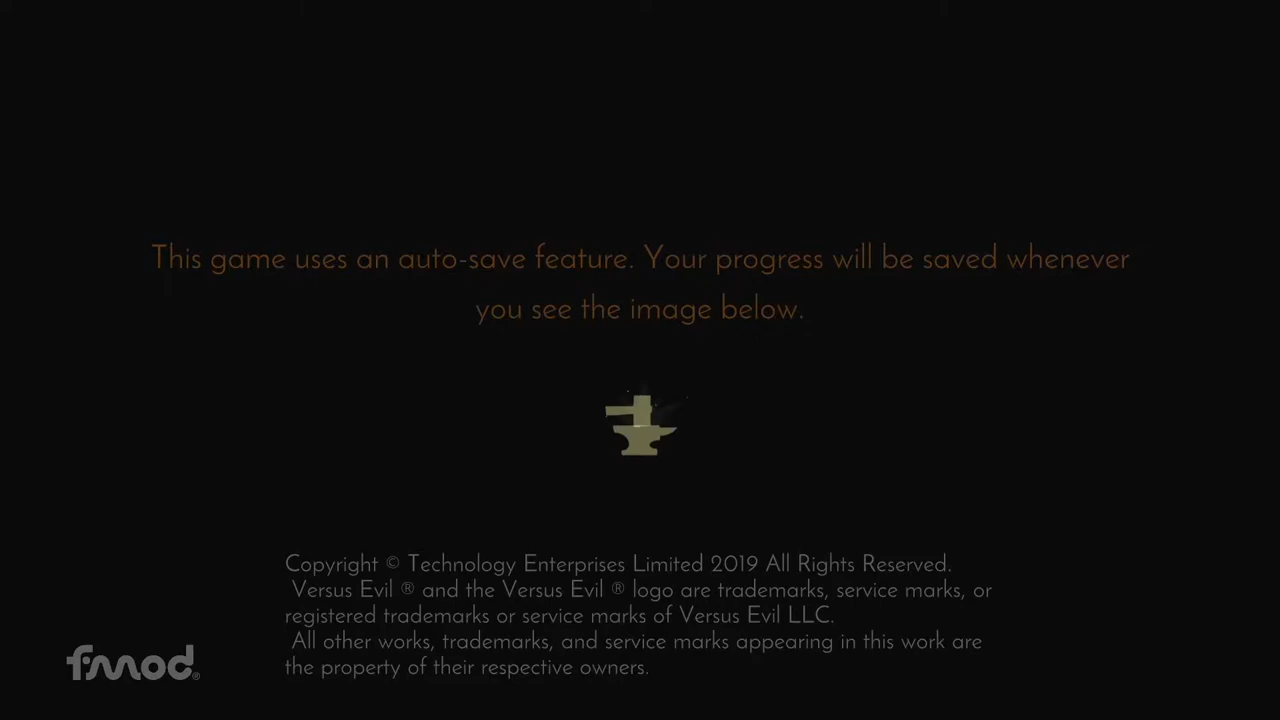 This game uses an auto-save feature. Your progress will be saved whenever
you see the image below.
Copyright © Technology Enterprises Limited 2019 All Rights Reserved.
Versus Evil ® and the Versus Evil ® logo are trademarks, service marks, or
registered trademarks or service marks of Versus Evil LLC.
All other works, trademarks, and service marks appearing in this work are
the property of their respective owners.
fmod®